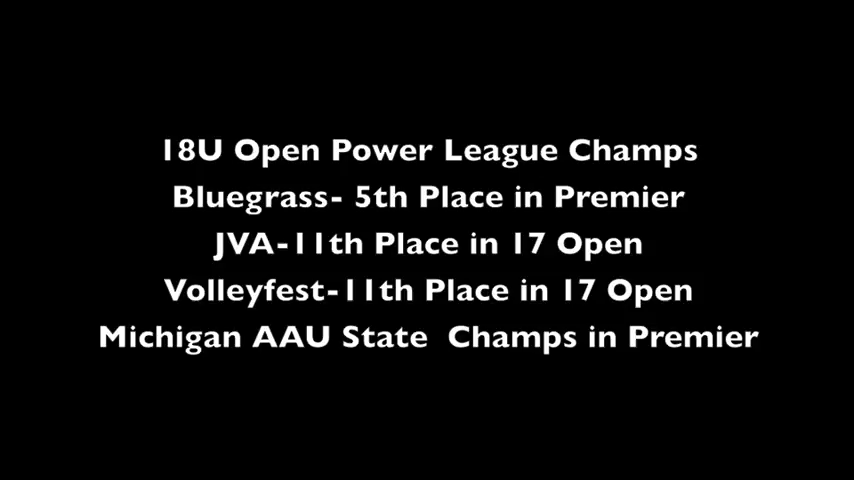 18U Open Power League Champs
Bluegrass- 5th Place in Premier
JVA-11th Place in 17 Open
Volleyfest-11th Place in 17 Open
Michigan AAU State  Champs in Premier